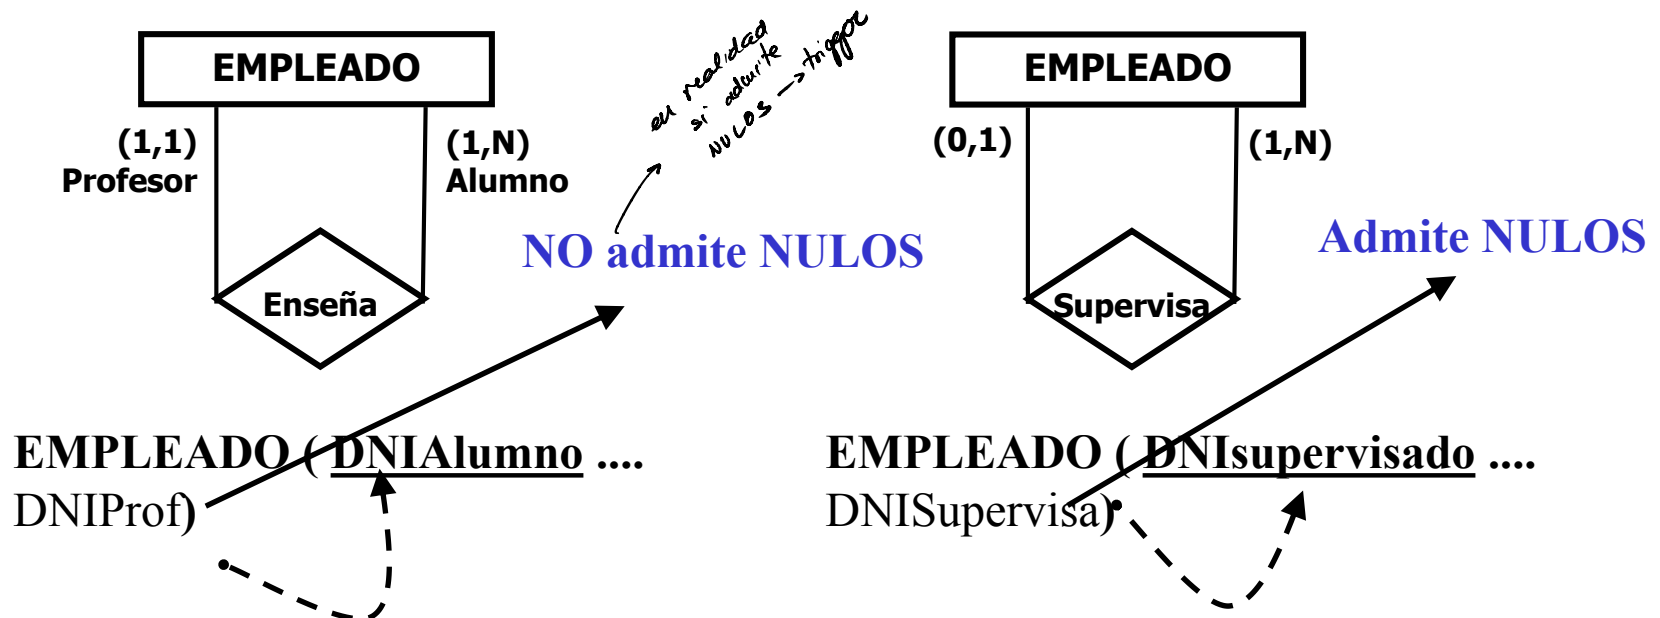 EMPLEADO
(1,1)
Profesor
(1,N)
Alumno
Enseña
en realidad
si admite
NULOS → trigger
NO admite NULOS
EMPLEADO ( DNIAlumno ....
DNIProf)
EMPLEADO
(0,1)
(1,N)
Supervisa
Admite NULOS
EMPLEADO ( DNIsupervisado ....
DNISupervisa)